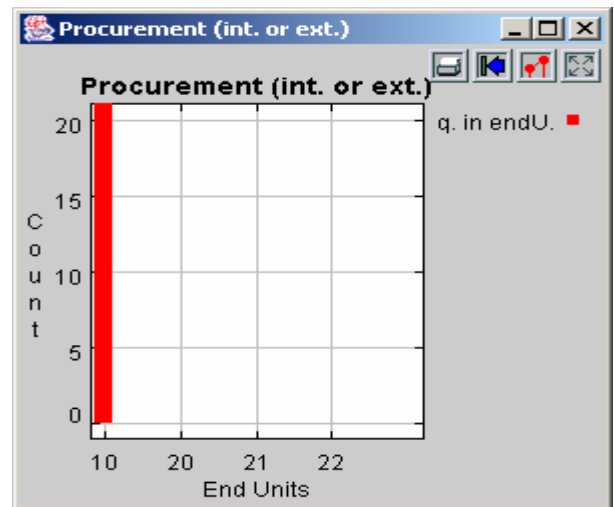 Procurement (int. or ext.)
Procurement (int. or ext.)
q. in endU.
20
15
10
5
0
Count
10 20 21 22
End Units